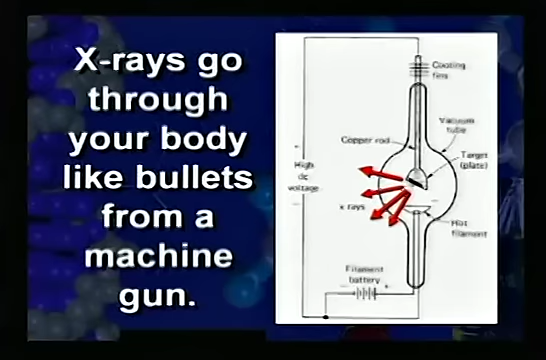 X-rays go
through
your body
like bullets
from a
machine
gun.
Cooling
fins
Vacuum
tube
Copper rod
Target
(plate)
High
dc
voltage
x rays
Hot
filament
Filament
battery